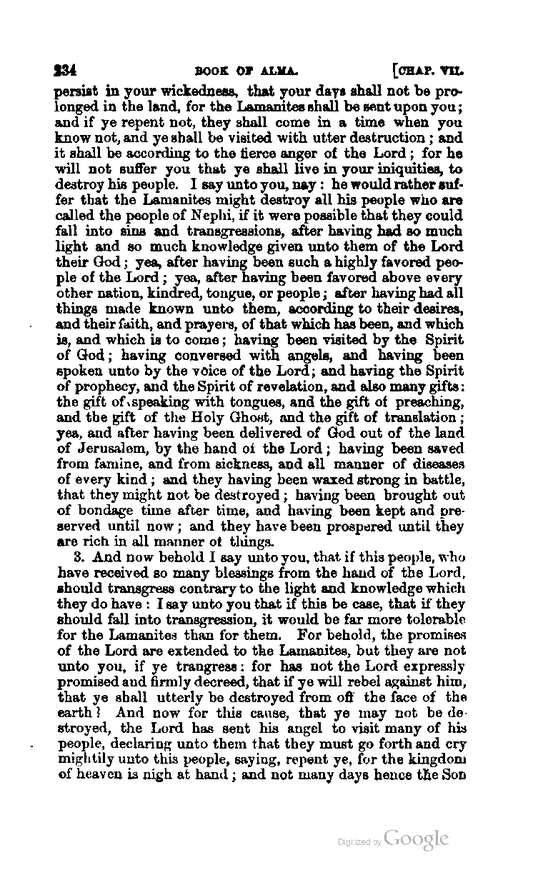 234 BOOK OF ALMA. [CHAP. VII.
persist in your wickedness, that your days shall not be pro-
longed in the land, for the Lamanites shall be sent upon you;
and if ye repent not, they shall come in a time when you
know not, and ye shall be visited with utter destruction; and
it shall be according to the fierce anger of the Lord; for he
will not suffer you that ye shall live in your iniquities, to
destroy his people. I say unto you, nay: he would rather suf-
fer that the Lamanites might destroy all his people who are
called the people of Nephi, if it were possible that they could
fall into sins and transgressions, after having had so much
light and so much knowledge given unto them of the Lord
their God; yea, after having been such a highly favored peo-
ple of the Lord; yea, after having been favored above every
other nation, kindred, tongue, or people; after having had all
things made known unto them, according to their desires,
and their faith, and prayers, of that which has been, and which
is, and which is to come; having been visited by the Spirit
of God; having conversed with angels, and having been
spoken unto by the voice of the Lord; and having the Spirit
of prophecy, and the Spirit of revelation, and also many gifts:
the gift of speaking with tongues, and the gift of preaching,
and the gift of the Holy Ghost, and the gift of translation;
yea, and after having been delivered of God out of the land
of Jerusalem, by the hand of the Lord; having been saved
from famine, and from sickness, and all manner of diseases
of every kind; and they having been waxed strong in battle,
that they might not be destroyed; having been brought out
of bondage time after time, and having been kept and pre-
served until now; and they have been prospered until they
are rich in all manner of things.
3. And now behold I say unto you, that if this people, who
have received so many blessings from the hand of the Lord,
should transgress contrary to the light and knowledge which
they do have: I say unto you that if this be case, that if they
should fall into transgression, it would be far more tolerable
for the Lamanites than for them. For behold, the promises
of the Lord are extended to the Lamanites, but they are not
unto you, if ye trangress: for has not the Lord expressly
promised and firmly decreed, that if ye will rebel against him,
that ye shall utterly be destroyed from off the face of the
earth? And now for this cause, that ye may not be de-
stroyed, the Lord has sent his angel to visit many of his
people, declaring unto them that they must go forth and cry
mightily unto this people, saying, repent ye, for the kingdom
of heaven is nigh at hand; and not many days hence the Son
Digitized by Google